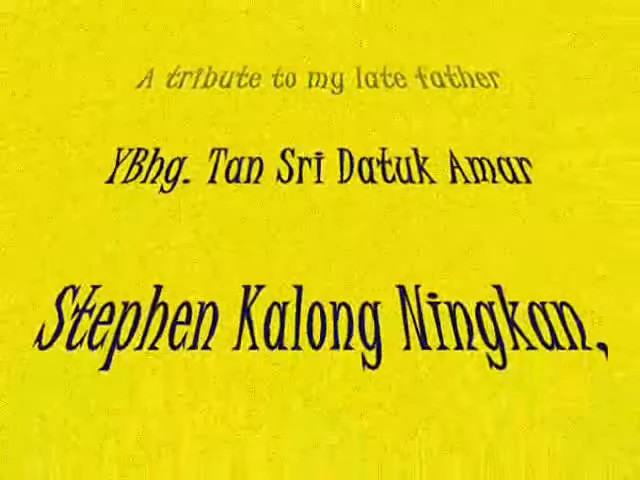 A tribute to my late father
YBhg. Tan Sri Datuk Amar
Stephen Kalong Ningkan,